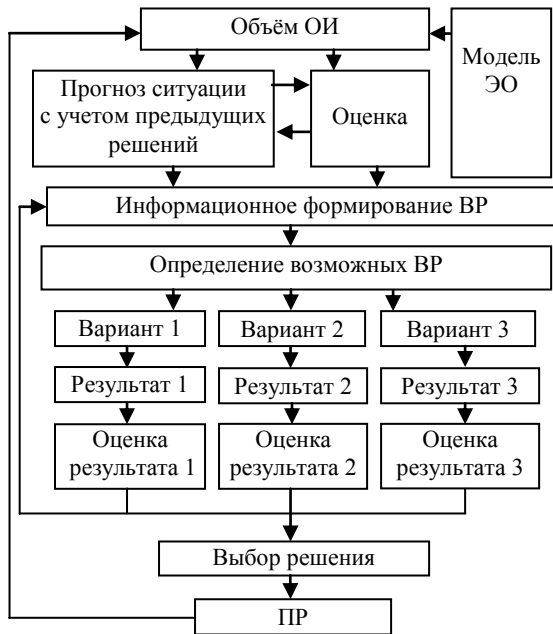 Объём ОИ
Модель
ЭО
Прогноз ситуации
с учетом предыдущих
решений
Оценка
Информационное формирование ВР
Определение возможных ВР
Вариант 1
Вариант 2
Вариант 3
Результат 1
Результат 2
Результат 3
Оценка
результата 1
Оценка
результата 2
Оценка
результата 3
Выбор решения
ПР